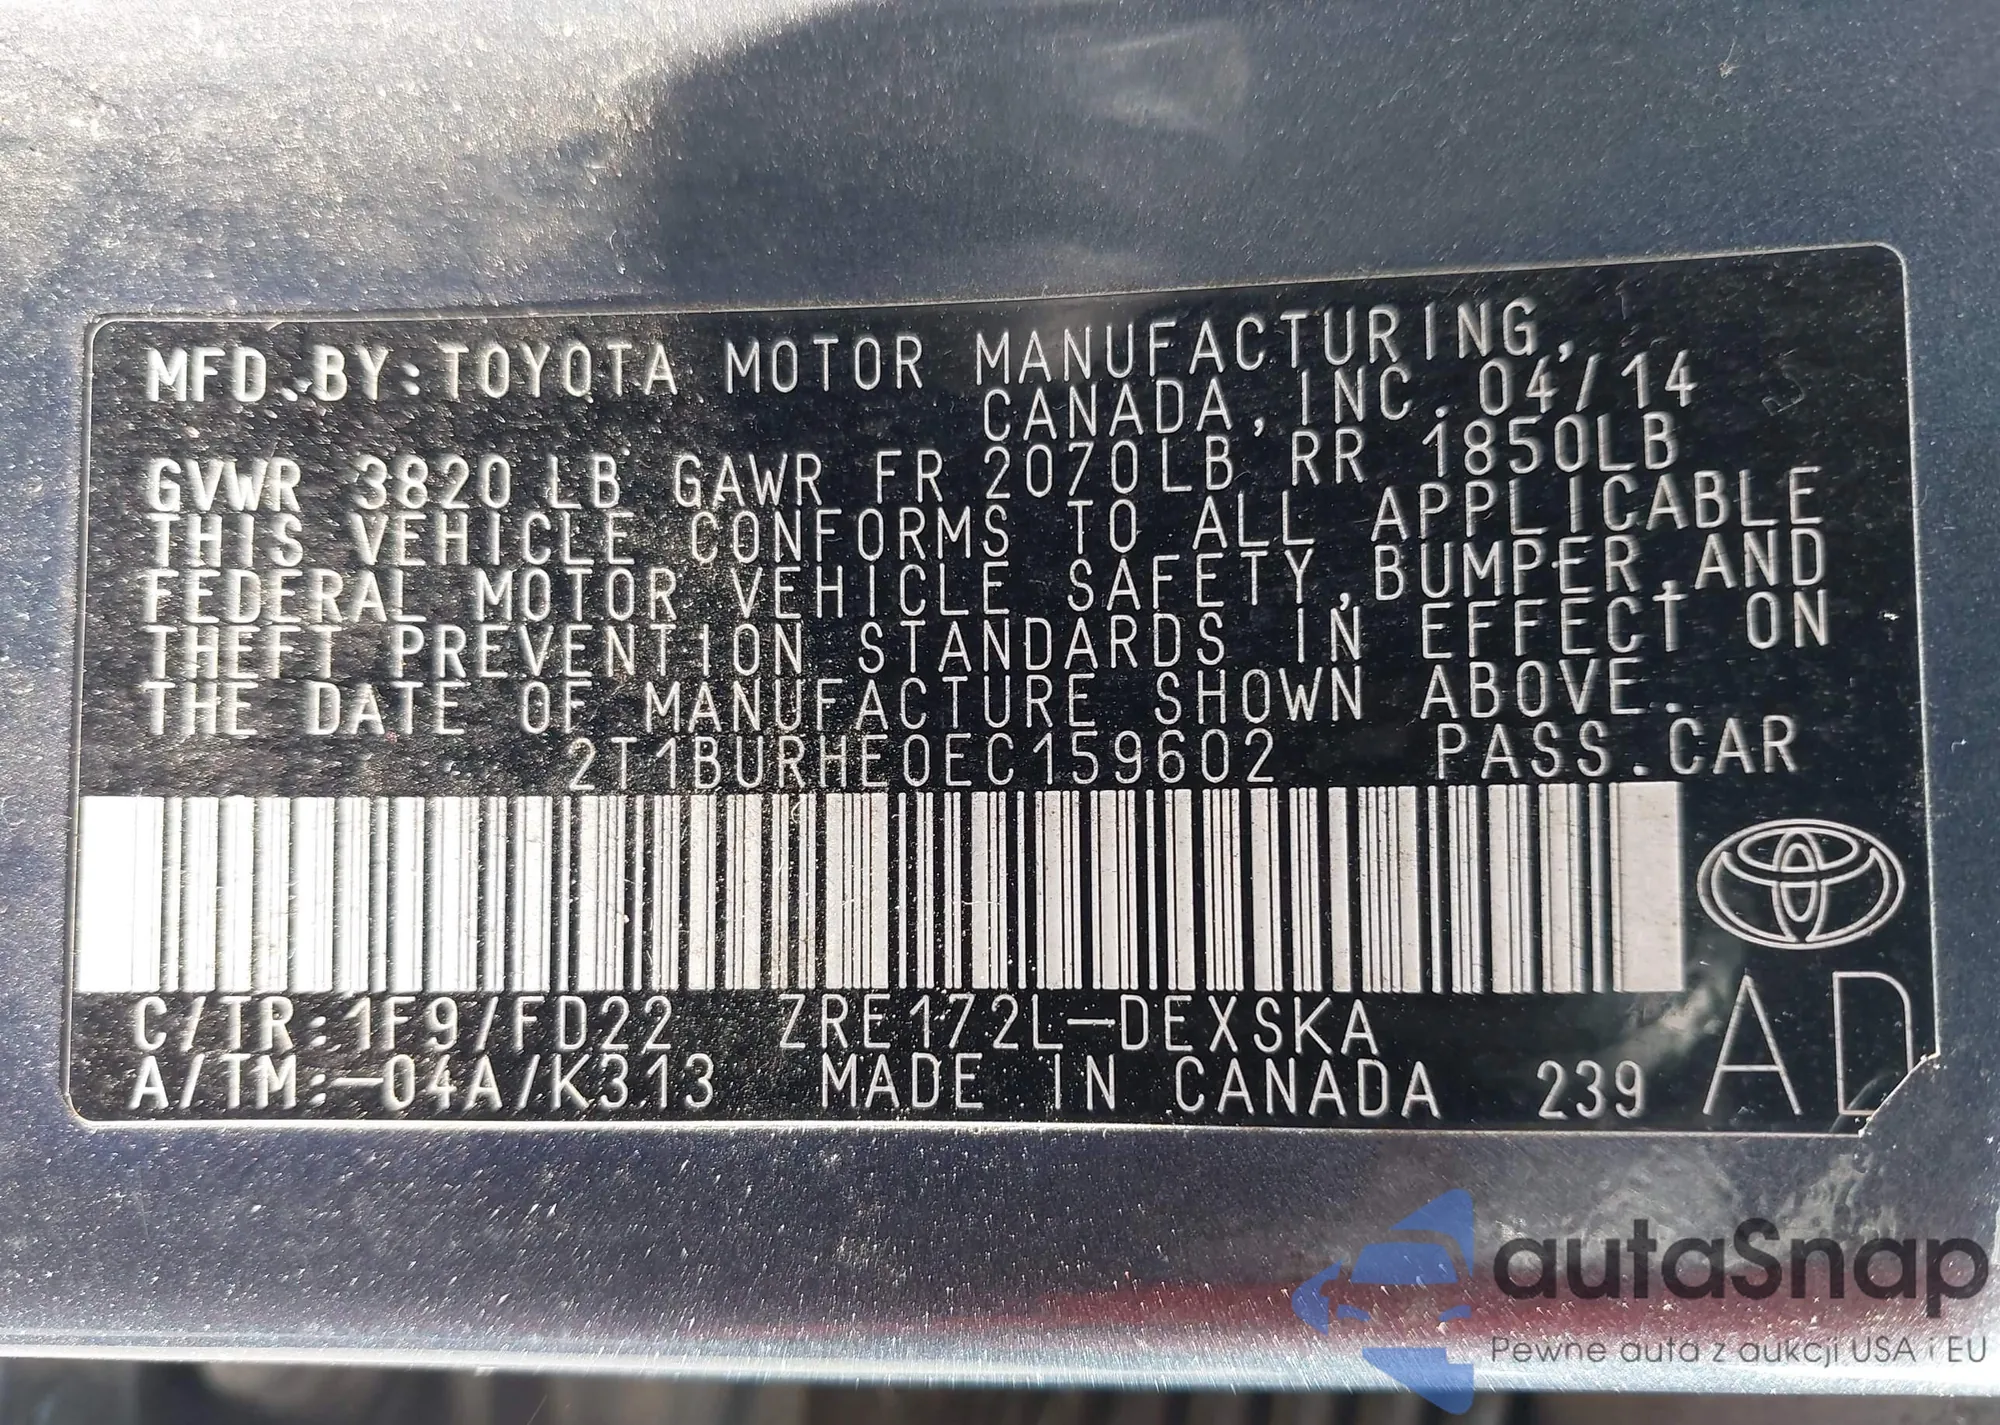 MFD.BY:TOYOTA MOTOR MANUFACTURING,
CANADA,INC.04/14
GVWR 3820 LB GAWR FR 2070LB RR 1850LB
THIS VEHICLE CONFORMS TO ALL APPLICABLE
FEDERAL MOTOR VEHICLE SAFETY,BUMPER,AND
THEFT PREVENTION STANDARDS IN EFFECT ON
THE DATE OF MANUFACTURE SHOWN ABOVE.
2T1BURHE0EC159602 PASS.CAR
C/TR:1F9/FD22 ZRE172L-DEXSKA
A/TM:-04A/K313 MADE IN CANADA 239
AD
autaSnap
Pewne auta z aukcji USA i EU